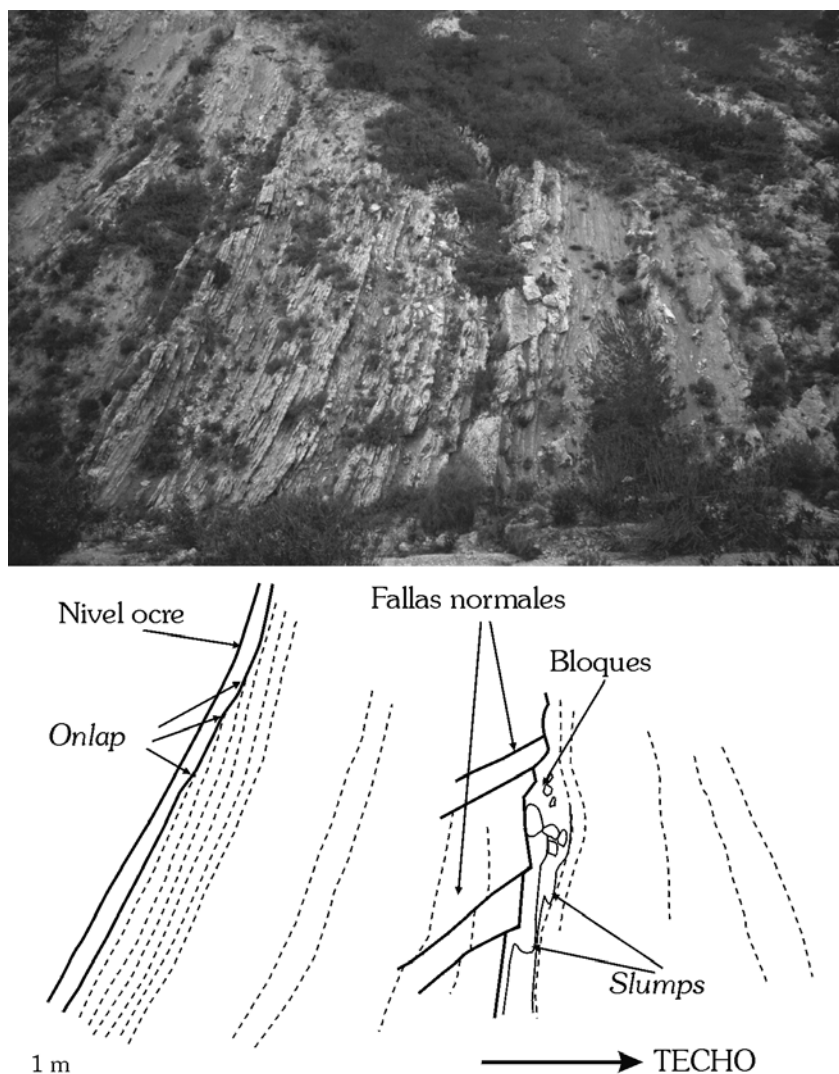 Nivel ocre
Fallas normales
Bloques
Onlap
Slumps
1 m
TECHO